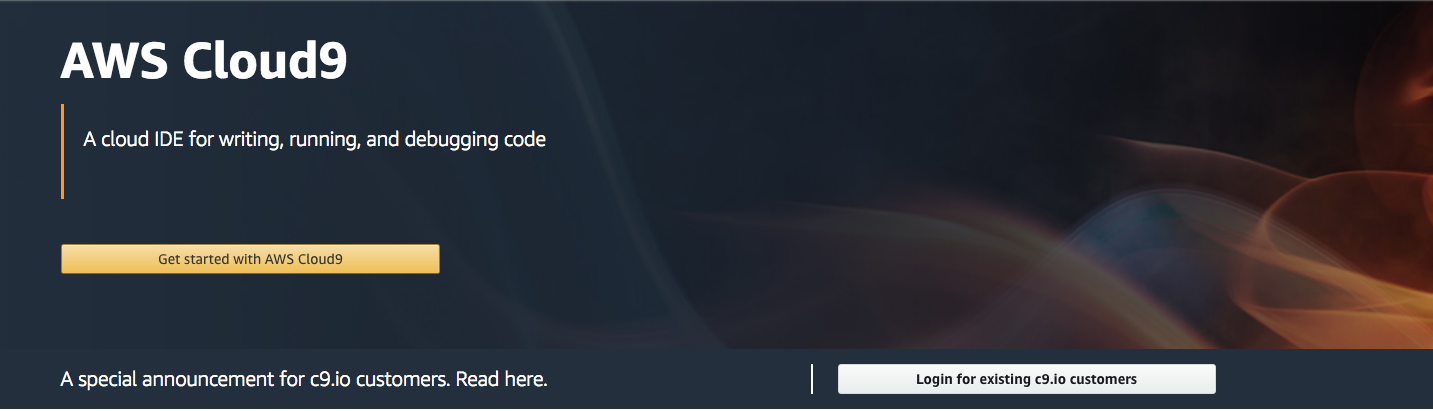 AWS Cloud9
A cloud IDE for writing, running, and debugging code
Get started with AWS Cloud9
A special announcement for c9.io customers. Read here.
Login for existing c9.io customers